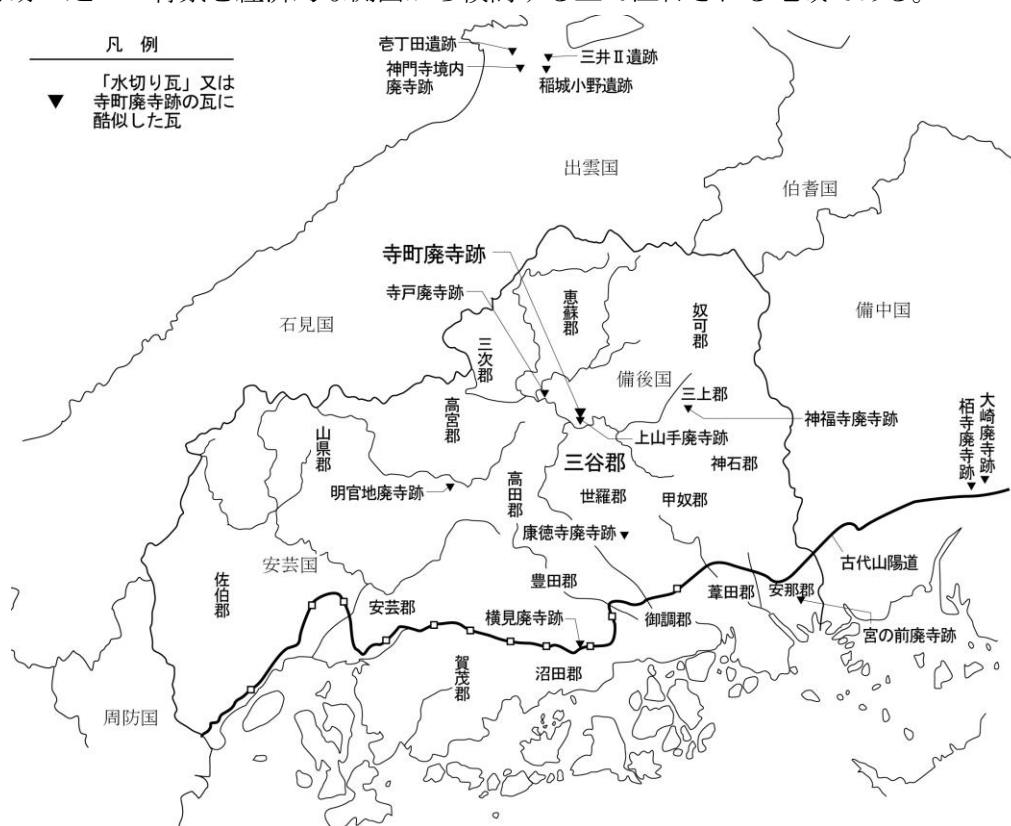 凡 例
「水切り瓦」又は
▼ 寺町廃寺跡の瓦に
酷似した瓦
壱丁田遺跡
神門寺境内
廃寺跡
三井Ⅱ遺跡
稲城小野遺跡
出雲国
伯耆国
寺町廃寺跡
寺戸廃寺跡
石見国
恵蘇郡
奴可郡
備中国
三次郡
備後国
三上郡
高宮郡
神福寺廃寺跡
大崎廃寺跡
栢寺廃寺跡
上山手廃寺跡
山県郡
三谷郡
神石郡
明官地廃寺跡
高田郡
世羅郡
甲奴郡
康徳寺廃寺跡
安芸国
佐伯郡
古代山陽道
豊田郡
安芸郡
葦田郡
安那郡
横見廃寺跡
御調郡
宮の前廃寺跡
賀茂郡
沼田郡
周防国